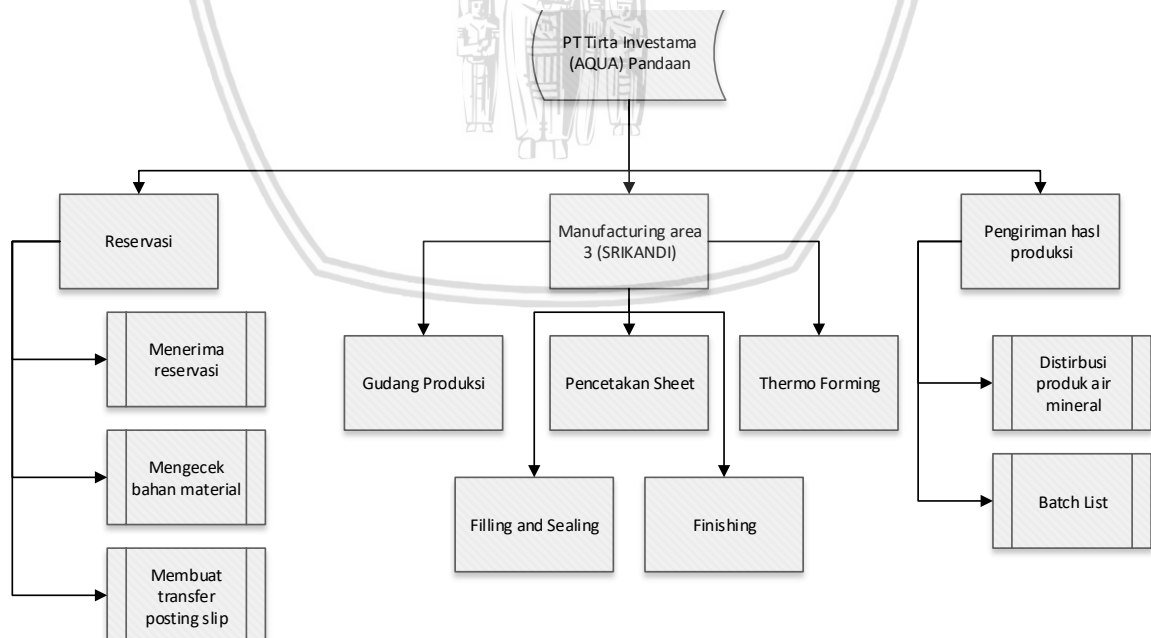 PT Tirta Investama
(AQUA) Pandaan
Reservasi
Manufacturing area
3 (SRIKANDI)
Pengiriman hasl
produksi
Menerima
reservasi
Mengecek
bahan material
Membuat
transfer
posting slip
Gudang Produksi
Pencetakan Sheet
Thermo Forming
Filling and Sealing
Finishing
Distirbusi
produk air
mineral
Batch List